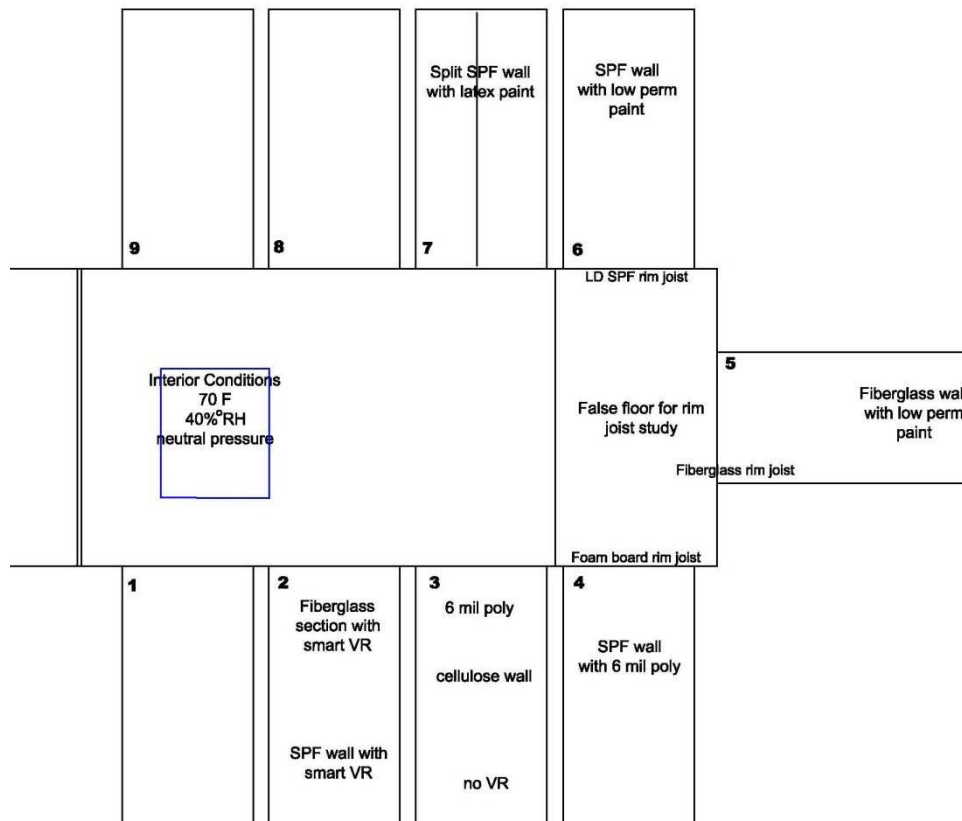 Split SPF wall
with latex paint
SPF wall
with low perm
paint
9
8
7
6
LD SPF rim joist
5
Interior Conditions
70 F
40%°RH
neutral pressure
False floor for rim
joist study
Fiberglass wall
with low perm
paint
Fiberglass rim joist
Foam board rim joist
1
2
3
4
Fiberglass
section with
smart VR
6 mil poly
SPF wall
with 6 mil poly
cellulose wall
SPF wall with
smart VR
no VR